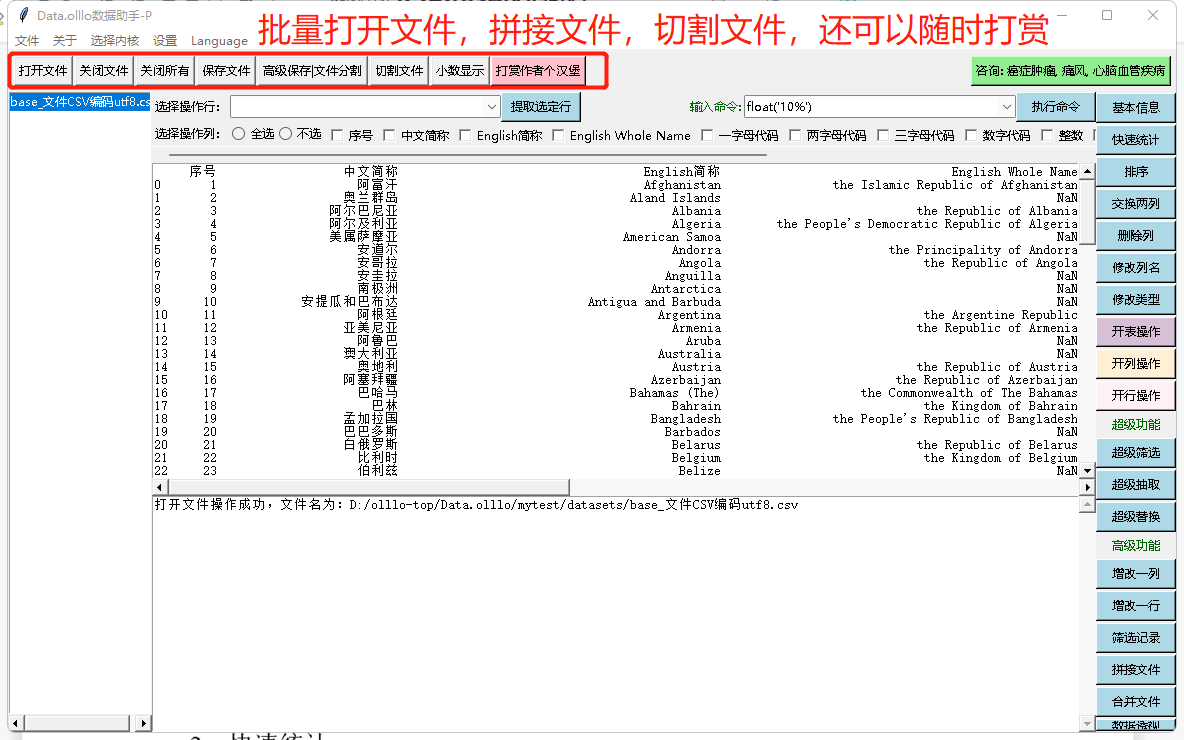 Data.olllo数据助手-P
批量打开文件，拼接文件，切割文件，还可以随时打赏
文件 关于 选择内核 设置 Language
打开文件 关闭文件 关闭所有 保存文件 高级保存|文件分割 切割文件 小数显示 打赏作者个汉堡 咨询: 癌症肿瘤, 痛风, 心脑血管疾病
base_文件CSV编码utf8.cs
选择操作行： 提取选定行 输入命令: float('10%') 执行命令 基本信息
选择操作列： 全选 不选 序号 中文简称 English简称 English Whole Name 一字母代码 两字母代码 三字母代码 数字代码 整数
快速统计
序号 中文简称 English简称 English Whole Name
排序
0 1 阿富汗 Afghanistan the Islamic Republic of Afghanistan
1 2 奥兰群岛 Aland Islands NaN
交换两列
2 3 阿尔巴尼亚 Albania the Republic of Albania
3 4 阿尔及利亚 Algeria the People's Democratic Republic of Algeria
4 5 美属萨摩亚 American Samoa NaN
删除列
5 6 安道尔 Andorra the Principality of Andorra
6 7 安哥拉 Angola the Republic of Angola
修改列名
7 8 安圭拉 Anguilla NaN
8 9 南极洲 Antarctica NaN
9 10 安提瓜和巴布达 Antigua and Barbuda NaN
修改类型
10 11 阿根廷 Argentina the Argentine Republic
11 12 亚美尼亚 Armenia the Republic of Armenia
开表操作
12 13 阿鲁巴 Aruba NaN
13 14 澳大利亚 Australia NaN
14 15 奥地利 Austria the Republic of Austria
开列操作
15 16 阿塞拜疆 Azerbaijan the Republic of Azerbaijan
16 17 巴哈马 Bahamas (The) the Commonwealth of The Bahamas
开行操作
17 18 巴林 Bahrain the Kingdom of Bahrain
18 19 孟加拉国 Bangladesh the People's Republic of Bangladesh
超级功能
19 20 巴巴多斯 Barbados NaN
20 21 白俄罗斯 Belarus the Republic of Belarus
超级筛选
21 22 比利时 Belgium the Kingdom of Belgium
22 23 伯利兹 Belize NaN
超级抽取
打开文件操作成功，文件名为：D:/olllo-top/Data.olllo/mytest/datasets/base_文件CSV编码utf8.csv
超级替换
高级功能
增改一列
增改一行
筛选记录
拼接文件
合并文件